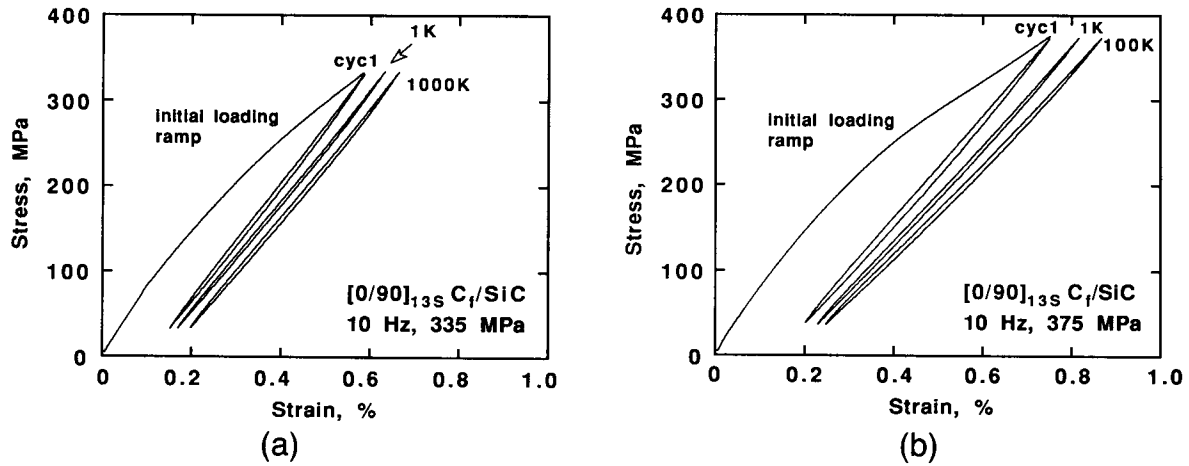 400
300
200
100
0
Stress, MPa
cyc1
1K
1000K
initial loading
ramp
[0/90]13S Cf/SiC
10 Hz, 335 MPa
0
0.2
0.4
0.6
0.8
1.0
Strain, %
(a)
400
300
200
100
0
Stress, MPa
cyc1
1K
100K
initial loading
ramp
[0/90]13S Cf/SiC
10 Hz, 375 MPa
0
0.2
0.4
0.6
0.8
1.0
Strain, %
(b)